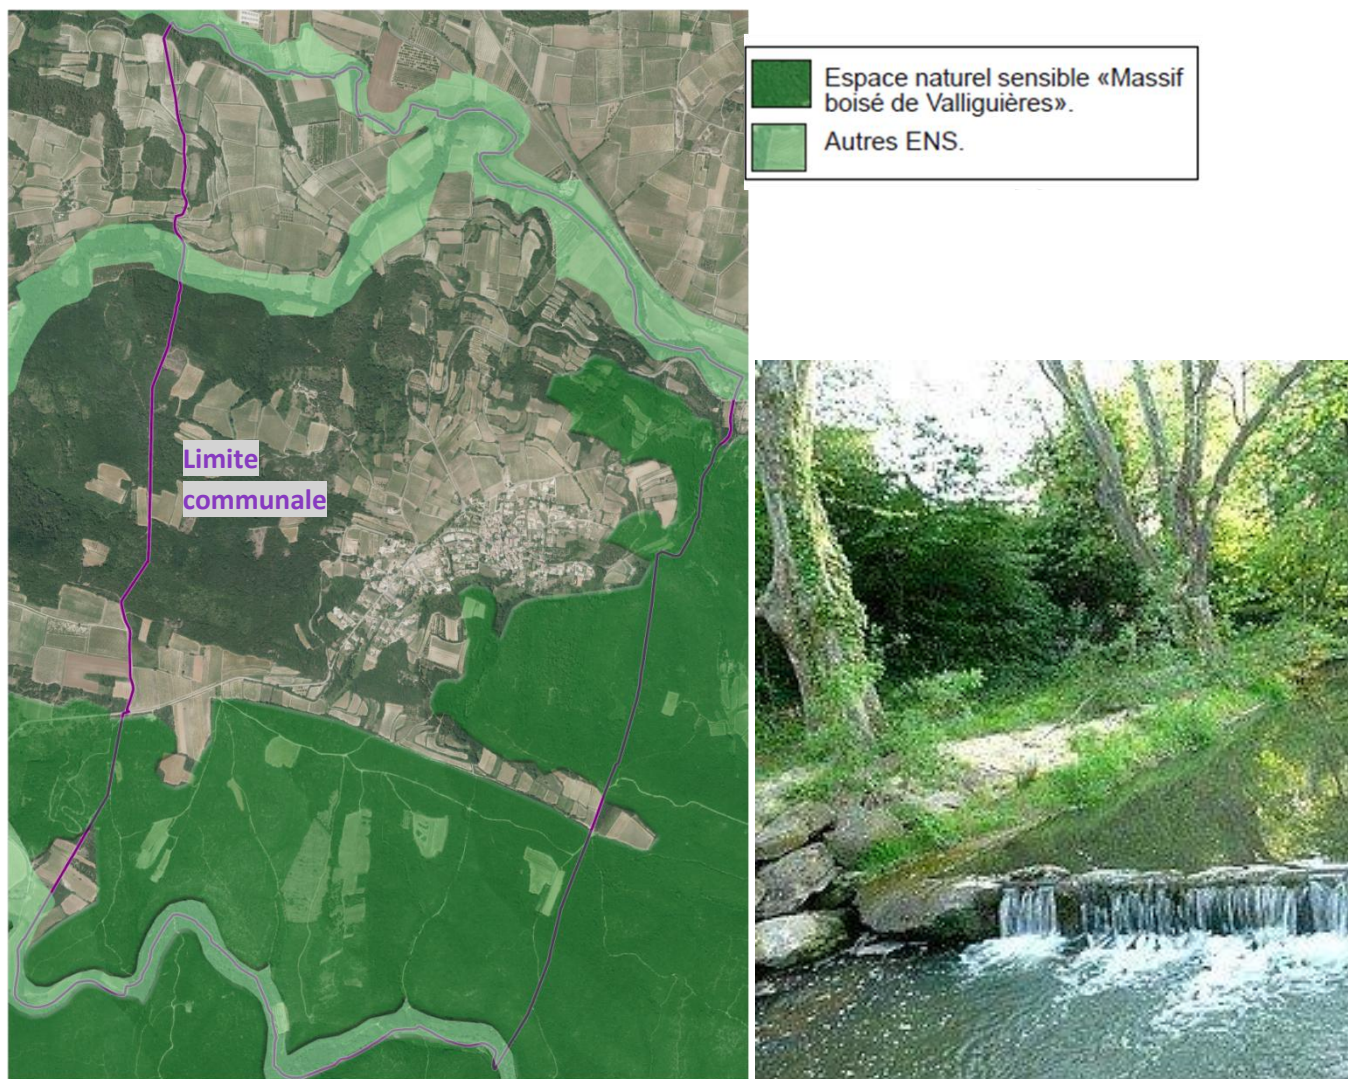 Espace naturel sensible «Massif
boisé de Valliguières».
Autres ENS.
Limite
communale